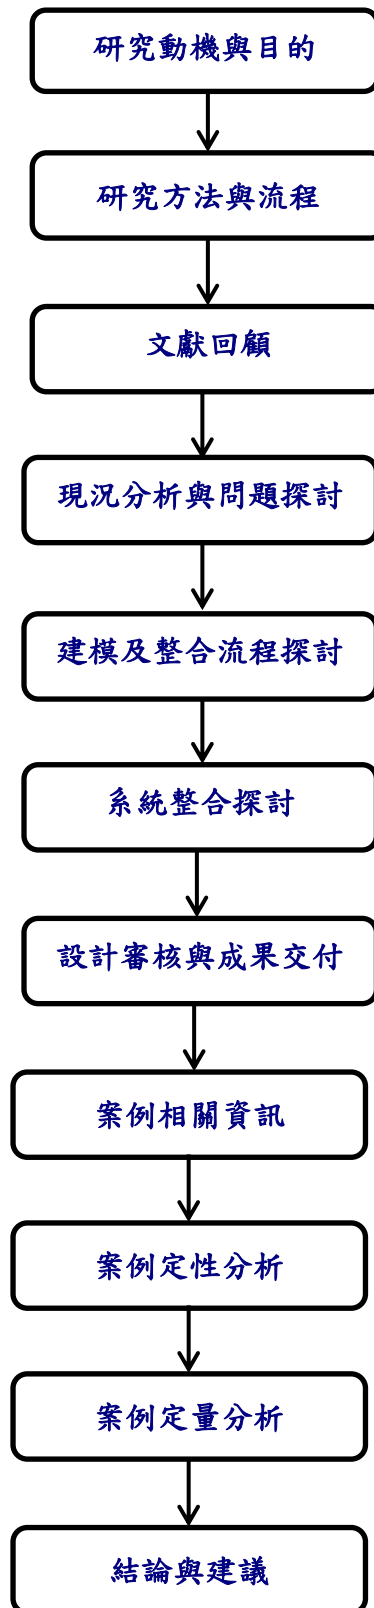 研究動機與目的
研究方法與流程
文獻回顧
現況分析與問題探討
建模及整合流程探討
系統整合探討
設計審核與成果交付
案例相關資訊
案例定性分析
案例定量分析
結論與建議